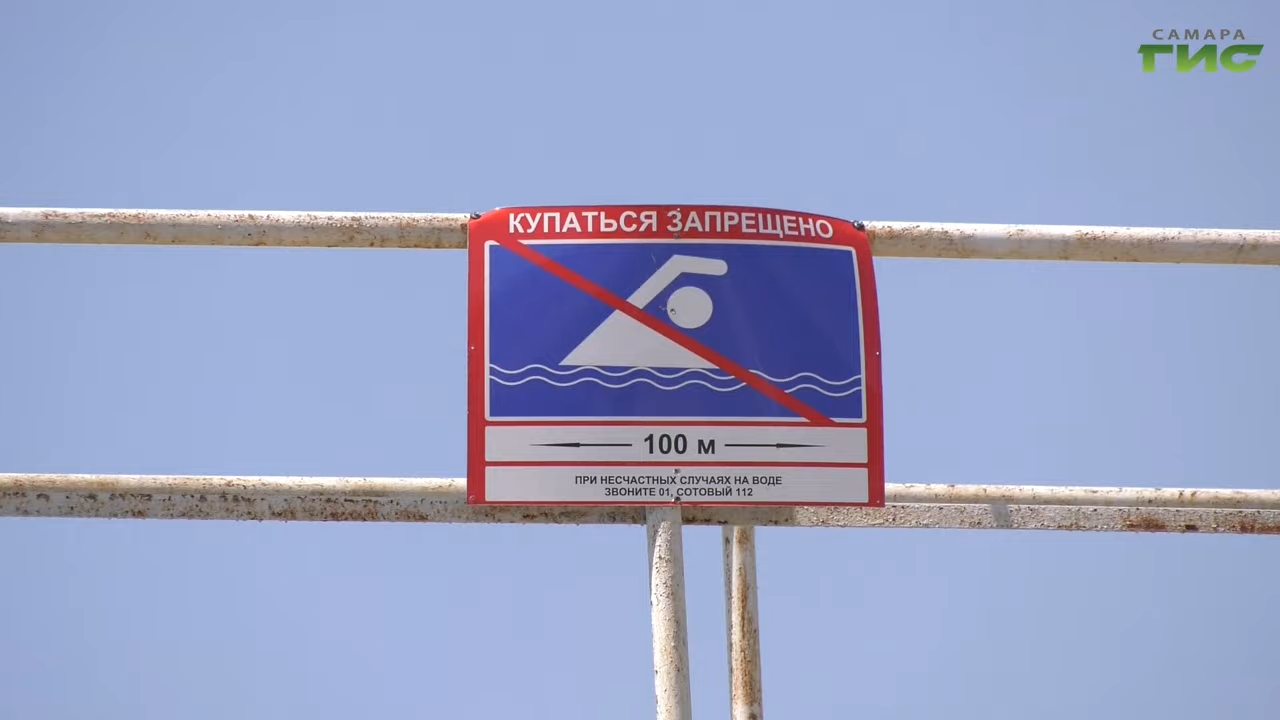 САМАРА
ГИС
КУПАТЬСЯ ЗАПРЕЩЕНО
100 м
ПРИ НЕСЧАСТНЫХ СЛУЧАЯХ НА ВОДЕ
ЗВОНИТЕ 01, СОТОВЫЙ 112